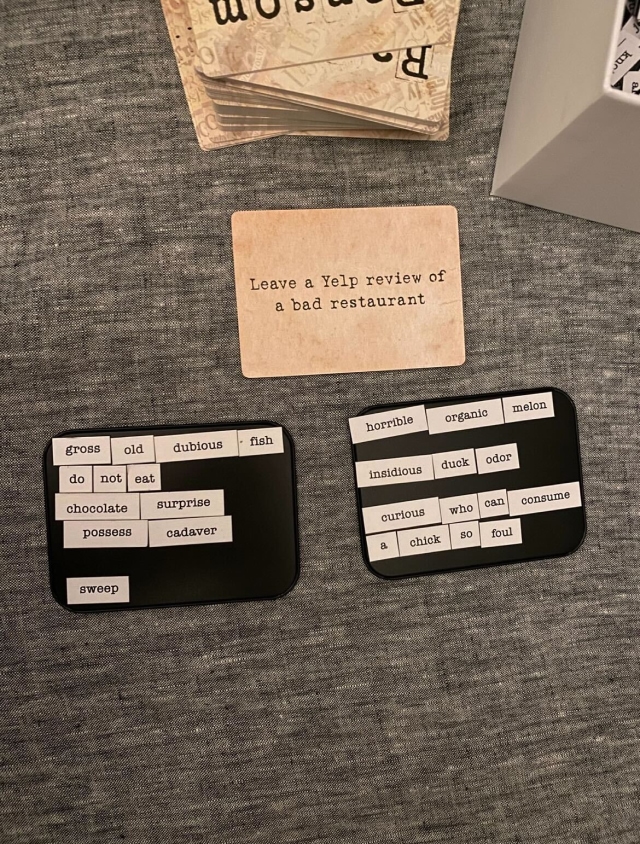 Leave a Yelp review of
a bad restaurant
gross old dubious fish
do not eat
chocolate surprise
possess cadaver
sweep
horrible organic melon
insidious duck odor
curious who can consume
a chick so foul